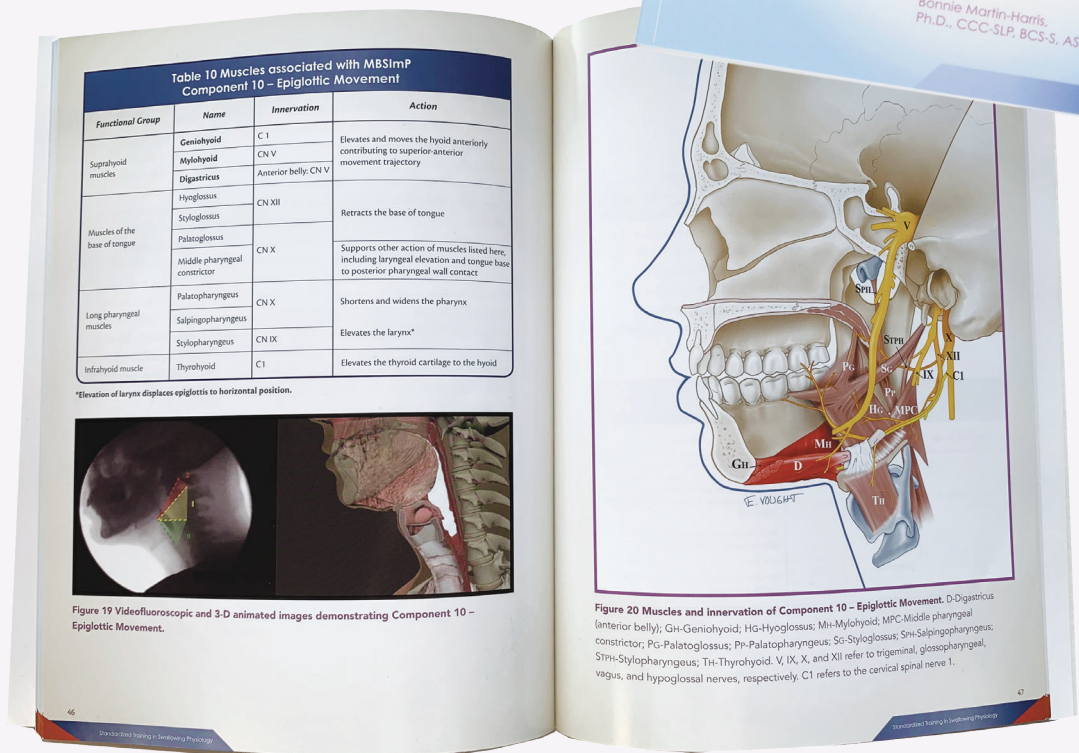 Bonnie Martin-Harris,
Ph.D., CCC-SLP, BCS-S, AS
Table 10 Muscles associated with MBSImP
Component 10 – Epiglottic Movement
Functional Group Name Innervation Action
Suprahyoid
muscles
Geniohyoid
C 1
Mylohyoid
CN V
Digastricus
Anterior belly: CN V
Elevates and moves the hyoid anteriorly
contributing to superior-anterior
movement trajectory
Muscles of the
base of tongue
Hyoglossus
Styloglossus
CN XII
Palatoglossus
Middle pharyngeal
constrictor
CN X
Retracts the base of tongue
Supports other action of muscles listed here,
including laryngeal elevation and tongue base
to posterior pharyngeal wall contact
Long pharyngeal
muscles
Palatopharyngeus
Salpingopharyngeus
CN X
Stylopharyngeus
CN IX
Shortens and widens the pharynx
Elevates the larynx*
Infrahyoid muscle
Thyrohyoid
C1
Elevates the thyroid cartilage to the hyoid
*Elevation of larynx displaces epiglottis to horizontal position.
I
II
Figure 19 Videofluoroscopic and 3-D animated images demonstrating Component 10 –
Epiglottic Movement.
46
Standardized Training in Swallowing Physiology
V
SPH
STPH
X
XII
IX
C1
PG
SG
PP
HG
MPC
MH
GH
D
TH
E. VOUGHT
Figure 20 Muscles and innervation of Component 10 – Epiglottic Movement. D-Digastricus
(anterior belly); GH-Geniohyoid; HG-Hyoglossus; MH-Mylohyoid; MPC-Middle pharyngeal
constrictor; PG-Palatoglossus; PP-Palatopharyngeus; SG-Styloglossus; SPH-Salpingopharyngeus;
STPH-Stylopharyngeus; TH-Thyrohyoid. V, IX, X, and XII refer to trigeminal, glossopharyngeal,
vagus, and hypoglossal nerves, respectively. C1 refers to the cervical spinal nerve 1.
47
Standardized Training in Swallowing Physiology